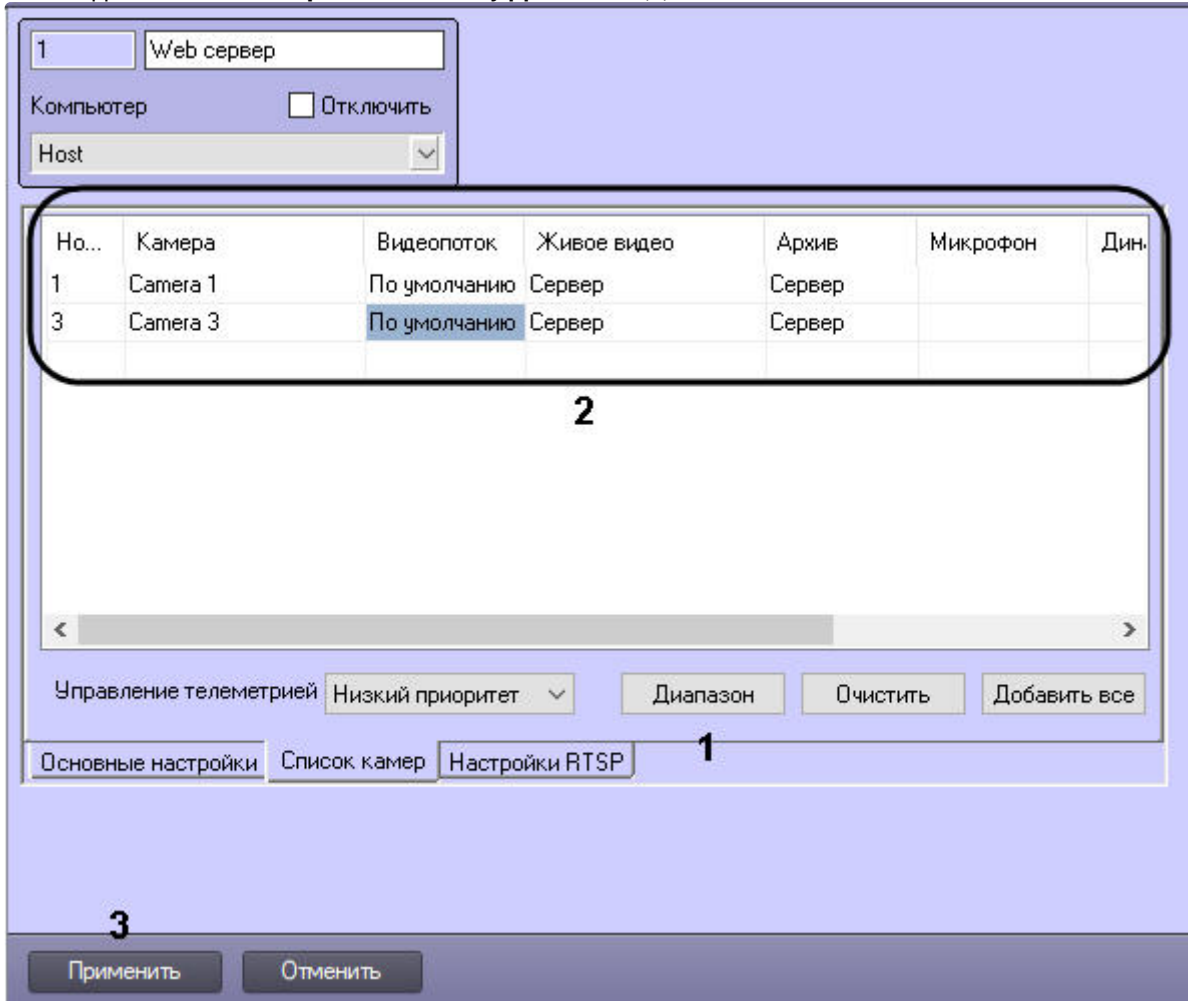 1 Web сервер
Компьютер Отключить
Host
Но... Камера Видеопоток Живое видео Архив Микрофон Дин
1 Camera 1 По умолчанию Сервер Сервер
3 Camera 3 По умолчанию Сервер Сервер
2
Управление телеметрией Низкий приоритет Диапазон Очистить Добавить все
1
Основные настройки Список камер Настройки RTSP
3
Применить Отменить